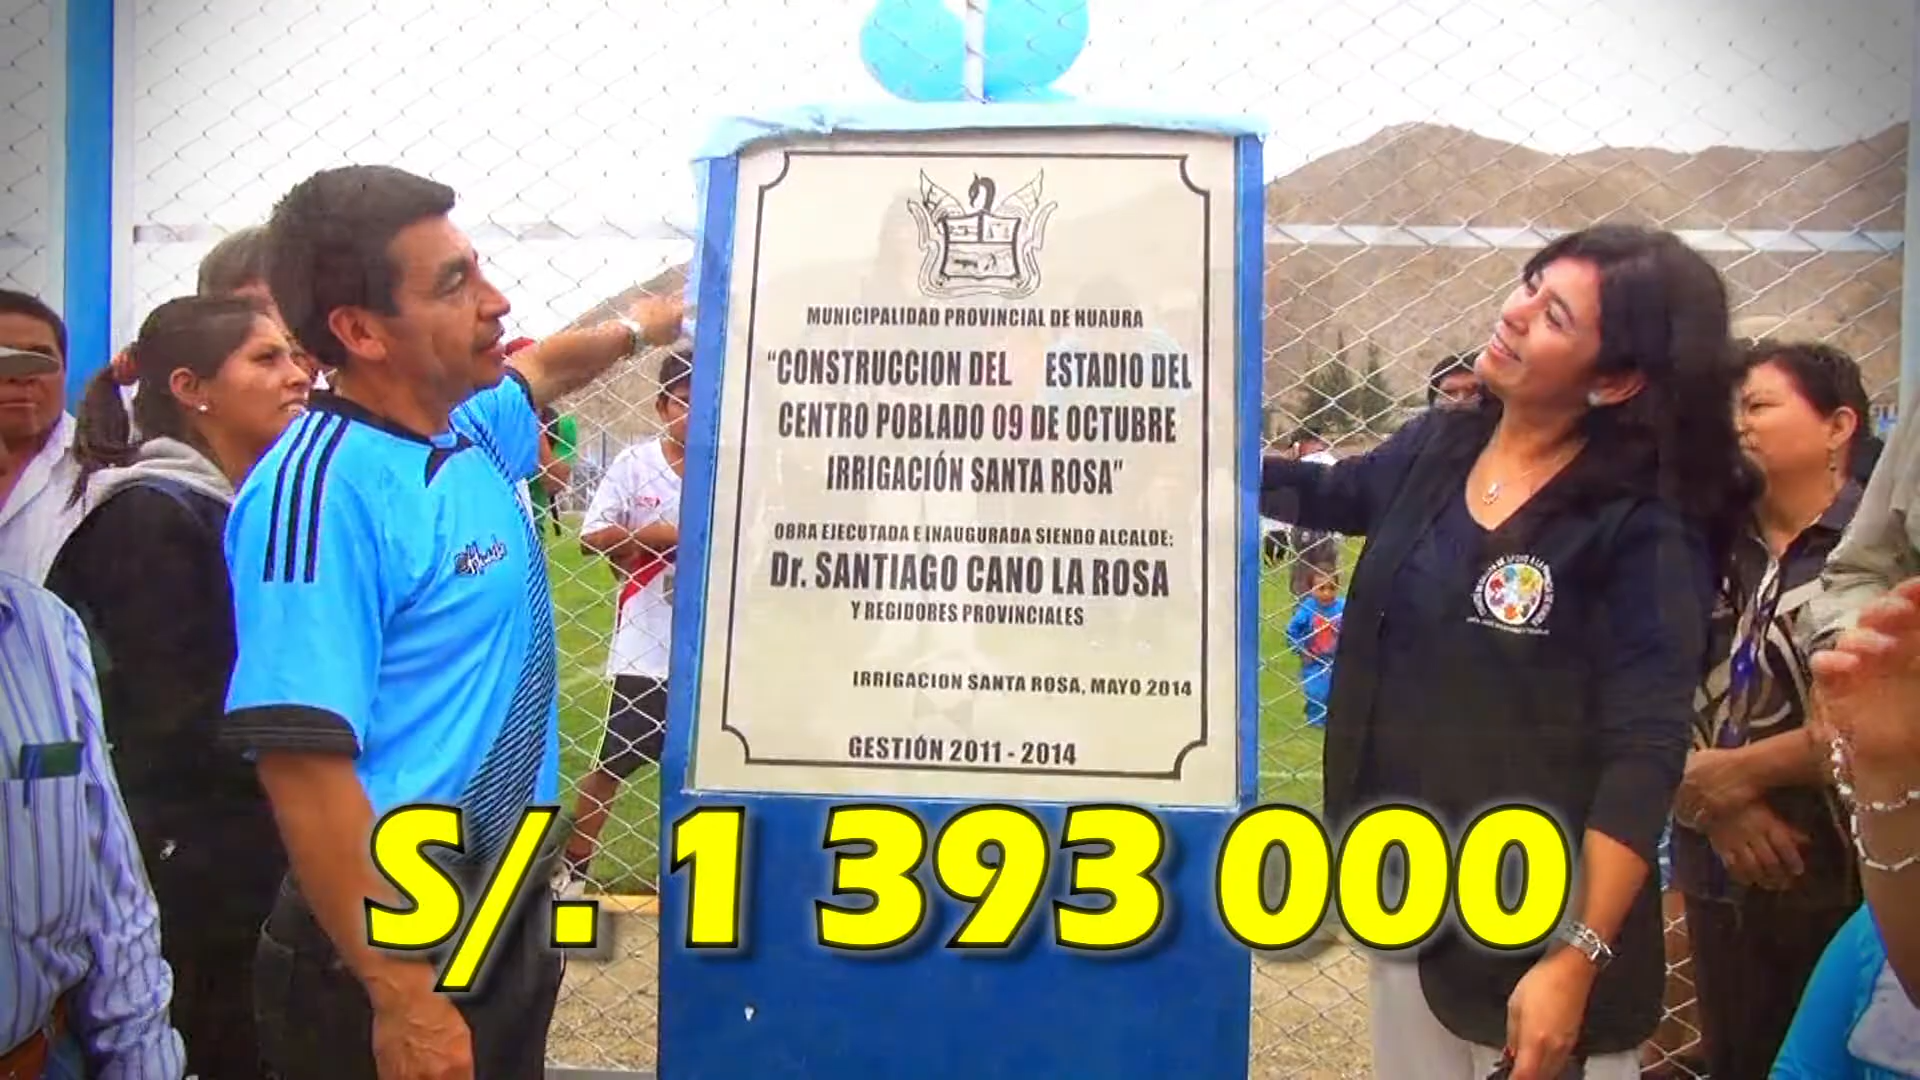 MUNICIPALIDAD PROVINCIAL DE HUAURA
"CONSTRUCCION DEL ESTADIO DEL
CENTRO POBLADO 09 DE OCTUBRE
IRRIGACIÓN SANTA ROSA"
OBRA EJECUTADA E INAUGURADA SIENDO ALCALDE:
Dr. SANTIAGO CANO LA ROSA
Y REGIDORES PROVINCIALES
IRRIGACION SANTA ROSA, MAYO 2014
GESTIÓN 2011 - 2014
S/. 1 393 000